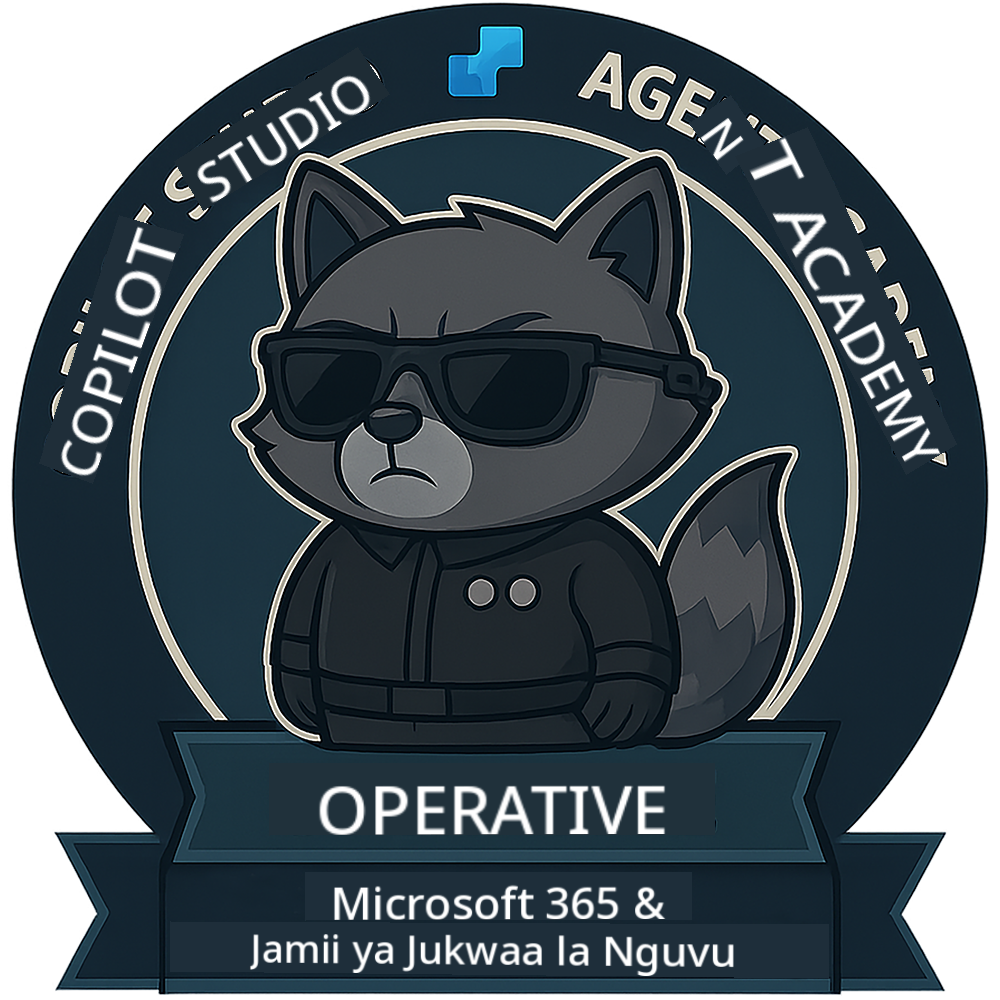 COPILOT STUDIO
AGENT ACADEMY
OPERATIVE
Microsoft 365 &
Jamii ya Jukwaa la Nguvu